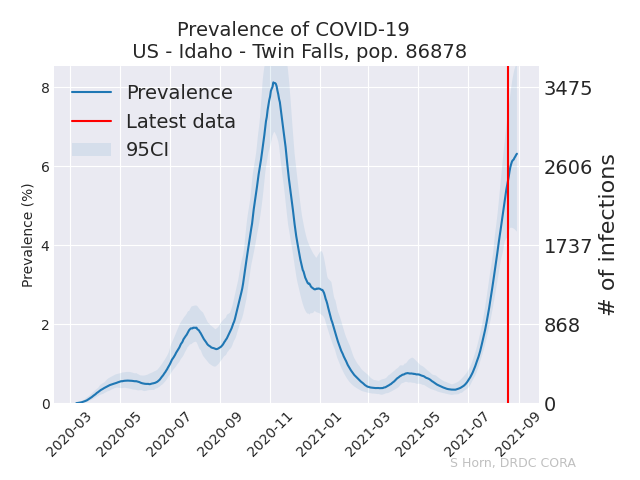 Prevalence of COVID-19
US - Idaho - Twin Falls, pop. 86878
Prevalence
Latest data
95CI
Prevalence (%)
8
6
4
2
0
3475
2606
1737
868
0
# of infections
2020-03
2020-05
2020-07
2020-09
2020-11
2021-01
2021-03
2021-05
2021-07
2021-09
S Horn, DRDC CORA